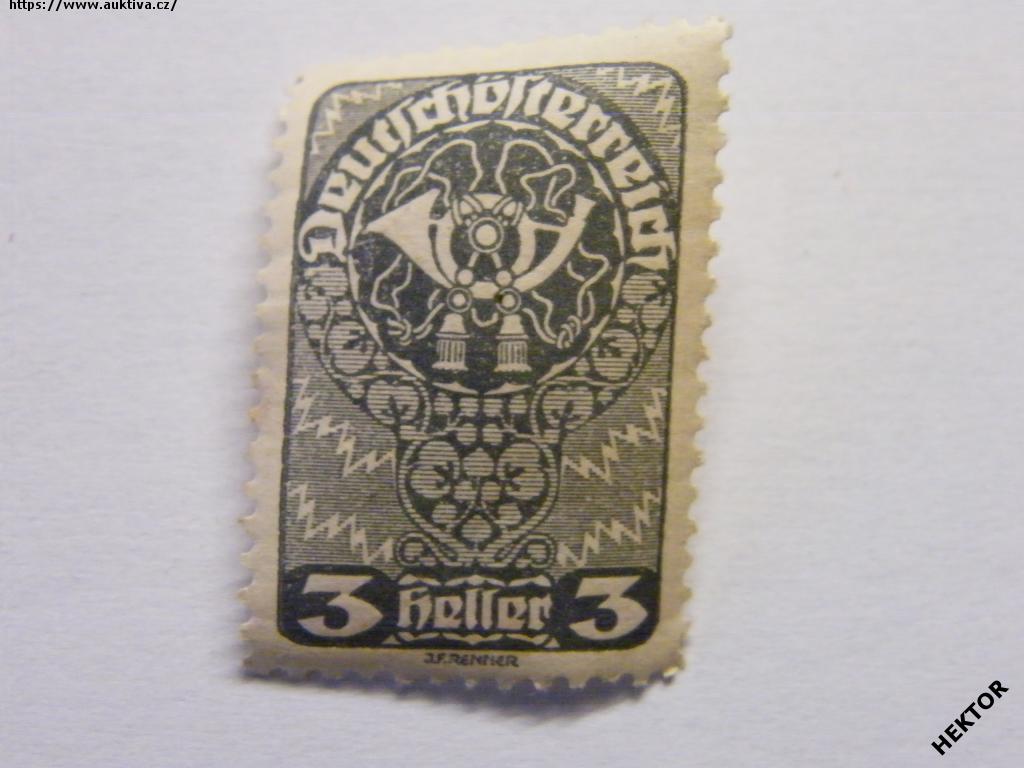 https://www.auktiva.cz/
Deutschösterreich
3 Heller 3
J.F.RENNER
HEKTOR